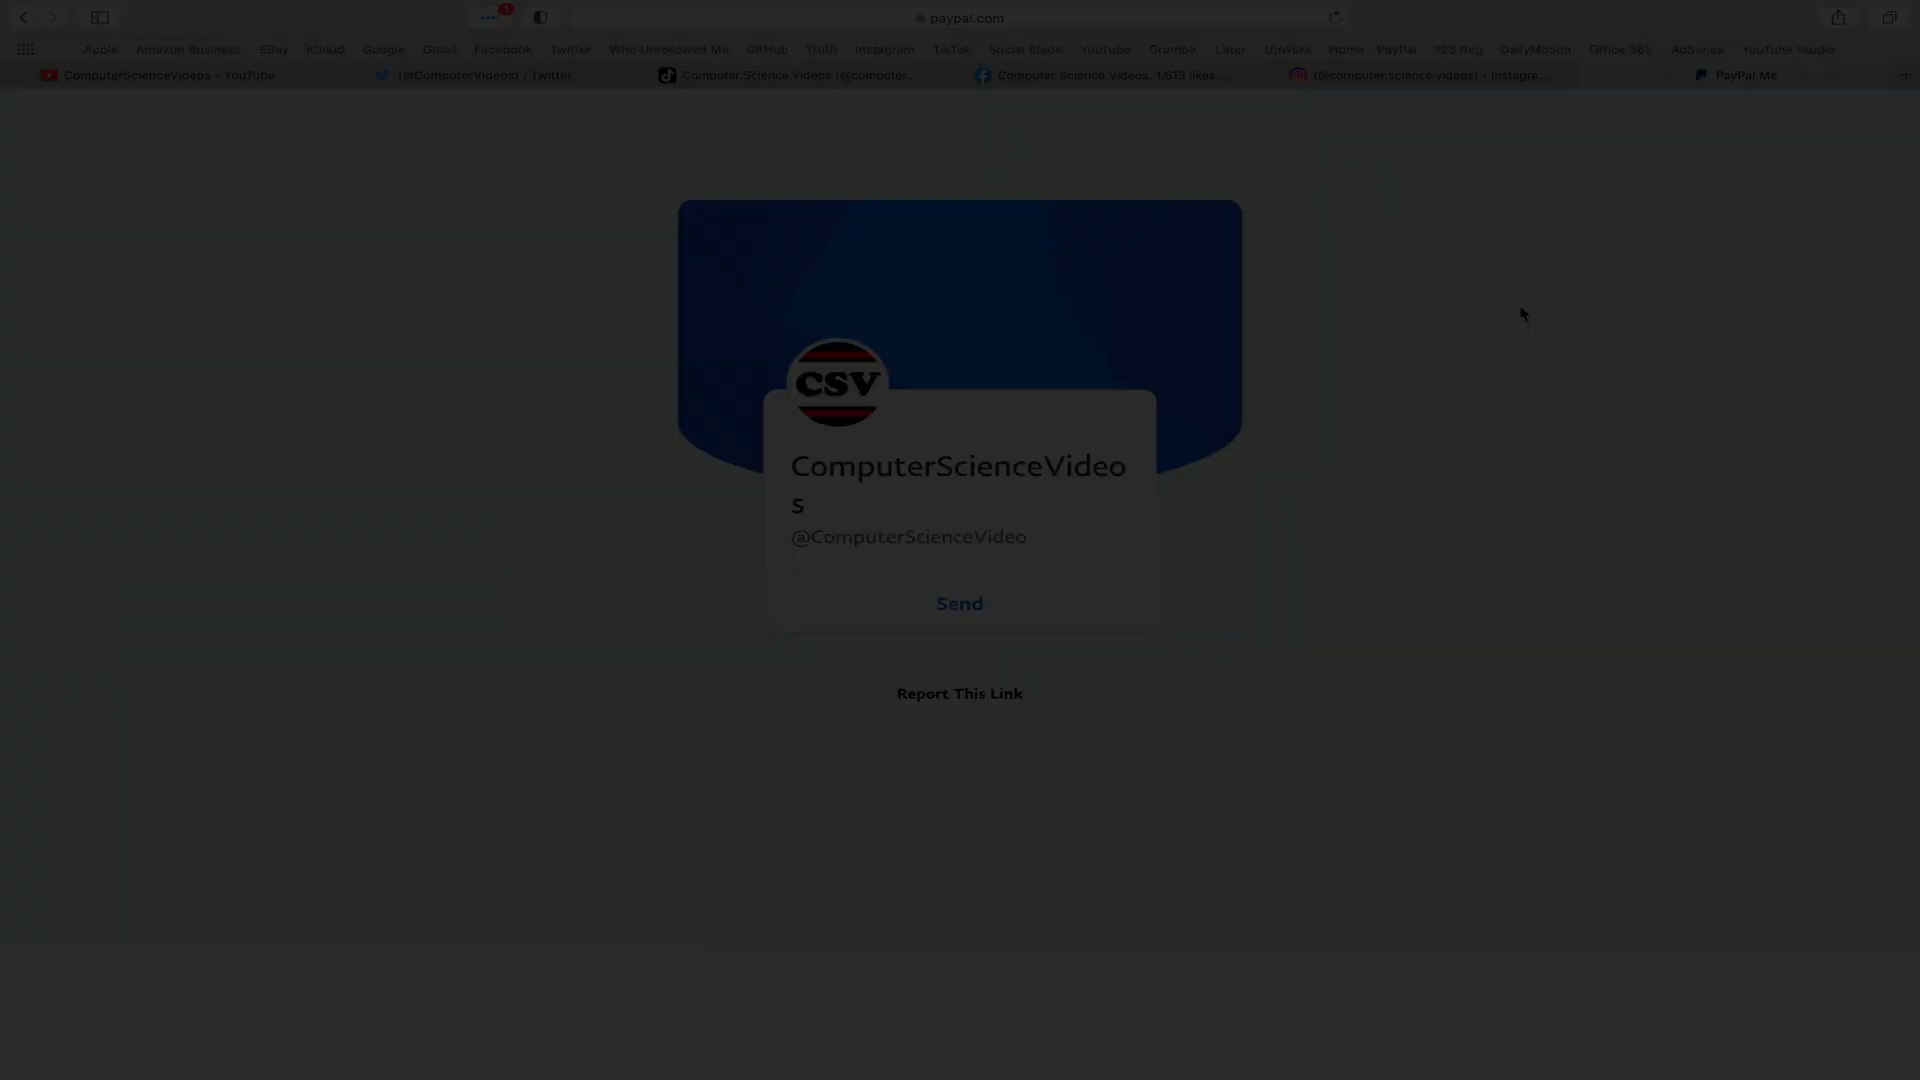 1
paypal.com
Apple Amazon Business EBay iCloud Google Gmail Facebook Twitter Who Unfollowed Me GitHub Truth Instagram TikTok Social Blade YouTube Grainbe Later UpWork Home - PayPal 123 Reg DailyMotion Office 365 AdSense YouTube Studio
ComputerScienceVideos - YouTube (@ComputerVideos) / Twitter Computer.Science.Videos (@computer... Computer Science Videos, 1,613 likes ... (@computer.science.videos) • Instagra... PayPal.Me
CSV
ComputerScienceVideo
s
@ComputerScienceVideo
Send
Report This Link